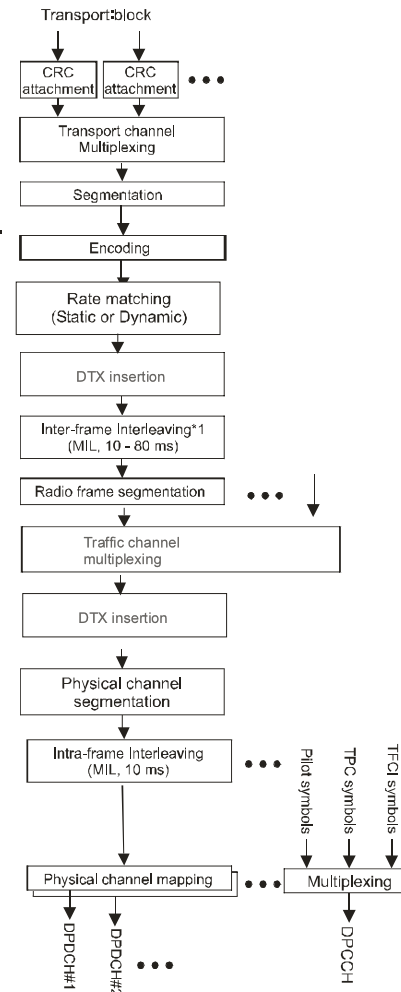 Transport:block
CRC
attachment
CRC
attachment
Transport channel
Multiplexing
Segmentation
Encoding
Rate matching
(Static or Dynamic)
DTX insertion
Inter-frame Interleaving*1
(MIL, 10 - 80 ms)
Radio frame segmentation
Traffic channel
multiplexing
DTX insertion
Physical channel
segmentation
Intra-frame Interleaving
(MIL, 10 ms)
Pilot symbols
TPC symbols
TFCI symbols
Physical channel mapping
Multiplexing
DPDCH#1
DPDCH#2
DPCCH